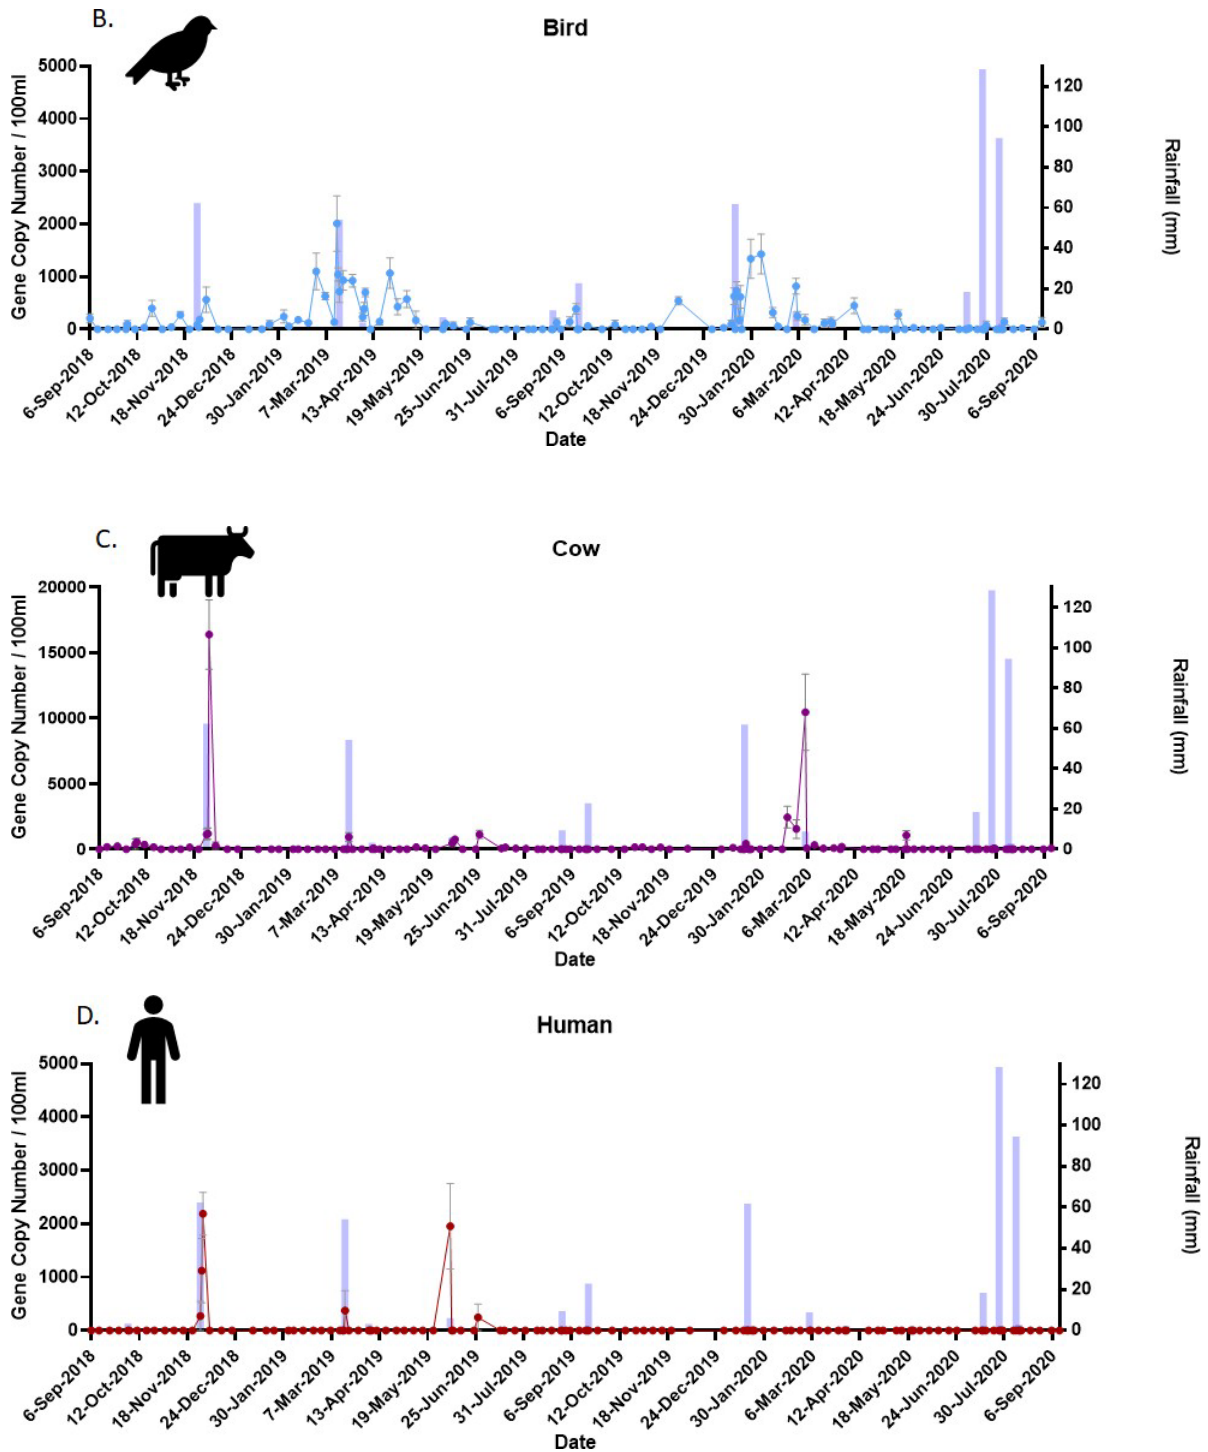 B.
Bird
5000
4000
3000
2000
1000
0
Gene Copy Number / 100ml
120
100
80
60
40
20
0
Rainfall (mm)
6-Sep-2018
12-Oct-2018
18-Nov-2018
24-Dec-2018
30-Jan-2019
7-Mar-2019
13-Apr-2019
19-May-2019
25-Jun-2019
31-Jul-2019
6-Sep-2019
12-Oct-2019
18-Nov-2019
24-Dec-2019
30-Jan-2020
6-Mar-2020
12-Apr-2020
18-May-2020
24-Jun-2020
30-Jul-2020
6-Sep-2020
Date
C.
Cow
20000
15000
10000
5000
0
Gene Copy Number / 100ml
120
100
80
60
40
20
0
Rainfall (mm)
6-Sep-2018
12-Oct-2018
18-Nov-2018
24-Dec-2018
30-Jan-2019
7-Mar-2019
13-Apr-2019
19-May-2019
25-Jun-2019
31-Jul-2019
6-Sep-2019
12-Oct-2019
18-Nov-2019
24-Dec-2019
30-Jan-2020
6-Mar-2020
12-Apr-2020
18-May-2020
24-Jun-2020
30-Jul-2020
6-Sep-2020
Date
D.
Human
5000
4000
3000
2000
1000
0
Gene Copy Number / 100ml
120
100
80
60
40
20
0
Rainfall (mm)
6-Sep-2018
12-Oct-2018
18-Nov-2018
24-Dec-2018
30-Jan-2019
7-Mar-2019
13-Apr-2019
19-May-2019
25-Jun-2019
31-Jul-2019
6-Sep-2019
12-Oct-2019
18-Nov-2019
24-Dec-2019
30-Jan-2020
6-Mar-2020
12-Apr-2020
18-May-2020
24-Jun-2020
30-Jul-2020
6-Sep-2020
Date